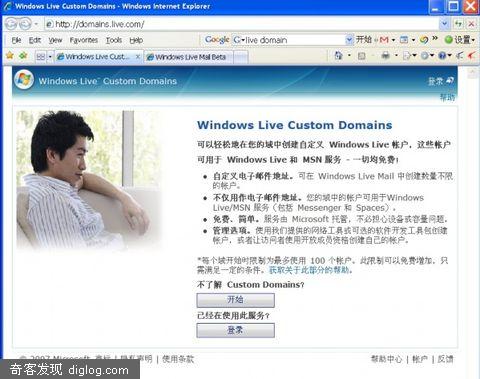 Windows Live Custom Domains - Windows Internet Explorer
http://domains.live.com/
File Edit View Favorites Tools Help
Google live domain 开始 设置
Windows Live Cust... Windows Live Mail Beta
Windows Live™ Custom Domains
登录
帮助
Windows Live Custom Domains
可以轻松地在您的域中创建自定义 Windows Live 帐户，这些帐户
可用于 Windows Live 和 MSN 服务 - 一切均免费!
自定义电子邮件地址。可在 Windows Live Mail 中创建数量不限
的帐户。
不仅用作电子邮件地址。您的域中的帐户可用于Windows
Live/MSN 服务（包括 Messenger 和 Spaces）。
免费、简单。服务由 Microsoft 托管，不必担心设备或容量问题。
管理选项。使用我们提供的网络工具或可选的软件开发工具包创建
帐户，或者让访问者使用开放成员资格创建自己的帐户。
*每个域开始时限制为最多使用 100 个帐户。此限制可以免费增加，只
需满足一定的条件。获取关于此部分的帮助。
不了解 Custom Domains?
开始
已经在使用此服务?
登录
© 2007 Microsoft 商标 | 隐私声明 | 使用条款
帮助中心 | 帐户 | 反馈
奇客发现 diglog.com